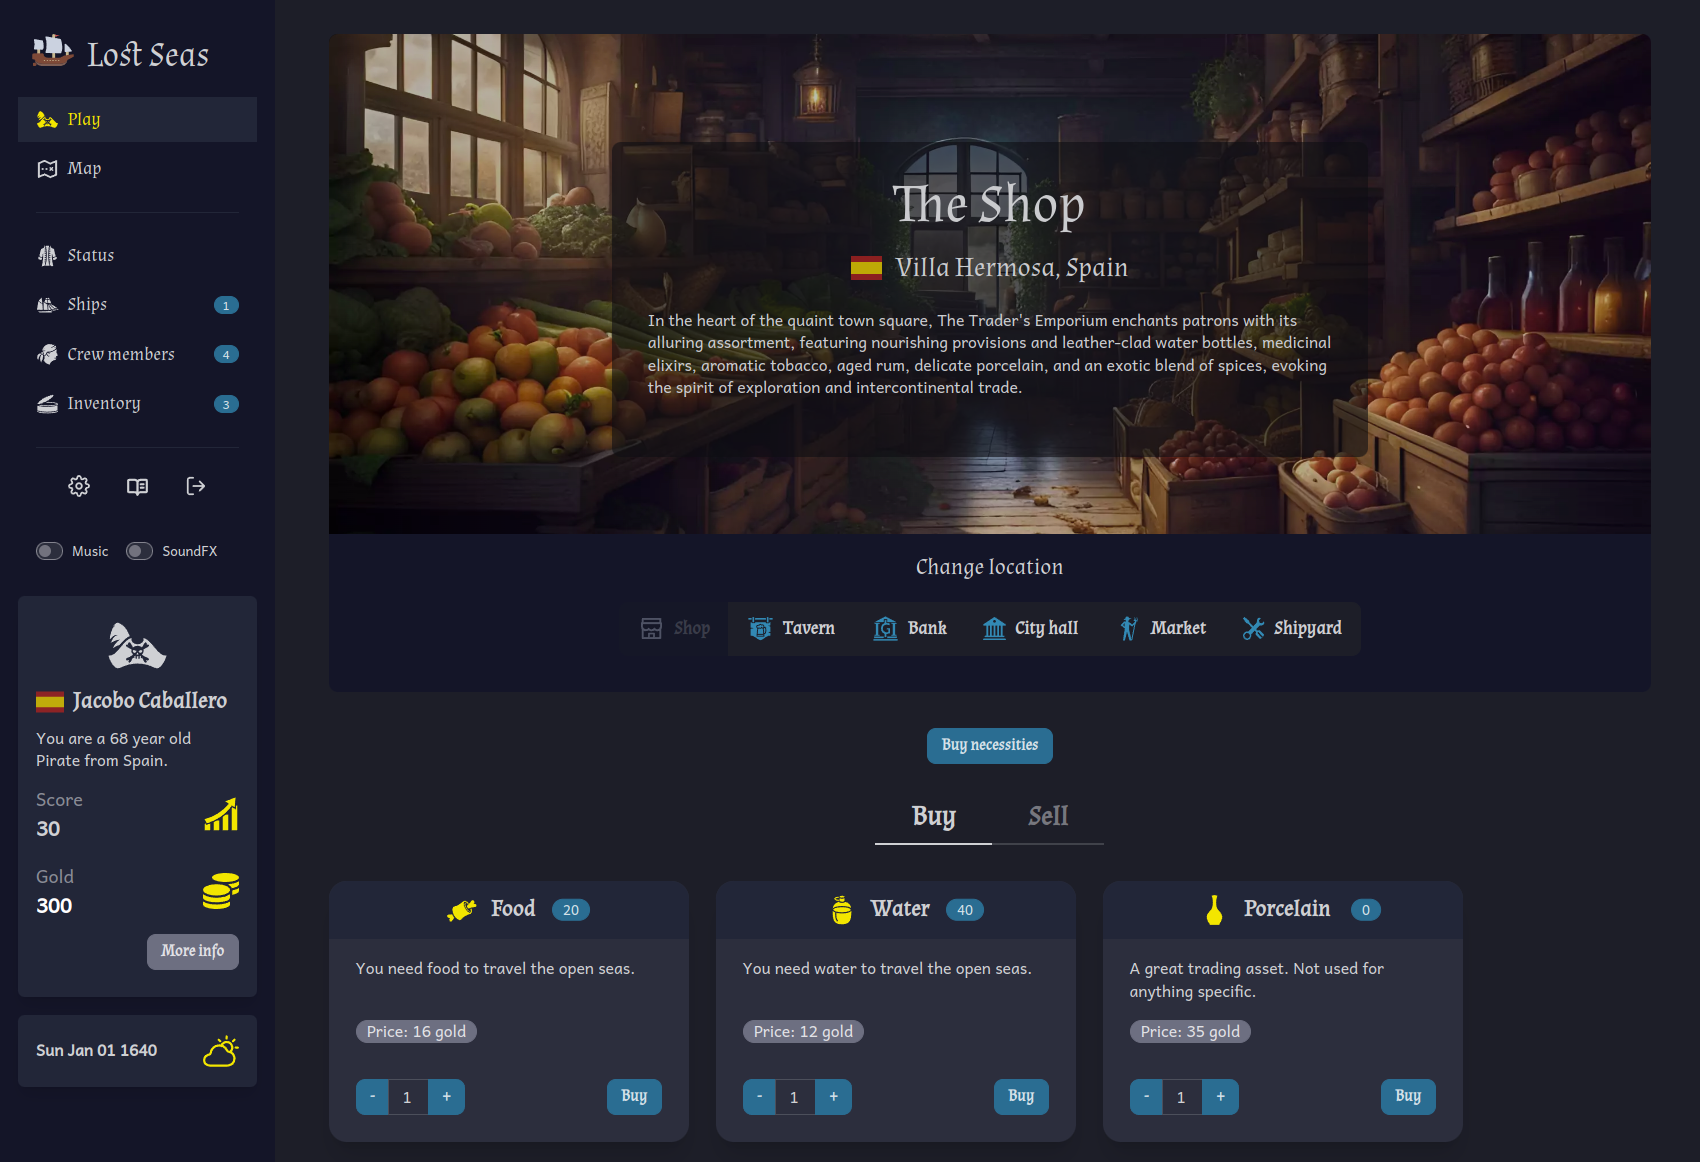 Lost Seas
Play
Map
Status
Ships 1
Crew members 4
Inventory 3
Music SoundFX
Jacobo Caballero
You are a 68 year old
Pirate from Spain.
Score
30
Gold
300
More info
Sun Jan 01 1640
The Shop
Villa Hermosa, Spain
In the heart of the quaint town square, The Trader's Emporium enchants patrons with its
alluring assortment, featuring nourishing provisions and leather-clad water bottles, medicinal
elixirs, aromatic tobacco, aged rum, delicate porcelain, and an exotic blend of spices, evoking
the spirit of exploration and intercontinental trade.
Change location
Shop Tavern Bank City hall Market Shipyard
Buy necessities
Buy Sell
Food 20
You need food to travel the open seas.
Price: 16 gold
- 1 + Buy
Water 40
You need water to travel the open seas.
Price: 12 gold
- 1 + Buy
Porcelain 0
A great trading asset. Not used for
anything specific.
Price: 35 gold
- 1 + Buy